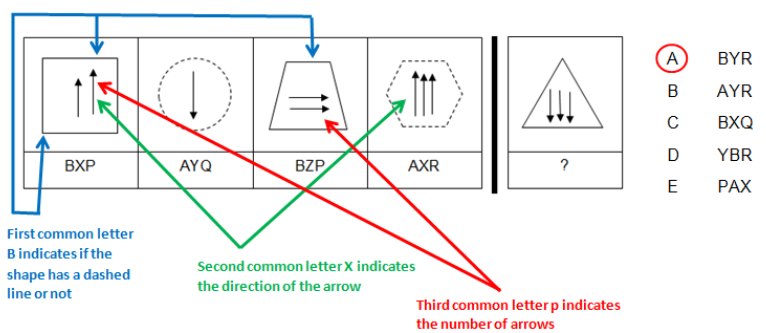 BXP AYQ BZP AXR ?
A BYR
B AYR
C BXQ
D YBR
E PAX
First common letter
B indicates if the
shape has a dashed
line or not
Second common letter X indicates
the direction of the arrow
Third common letter p indicates
the number of arrows